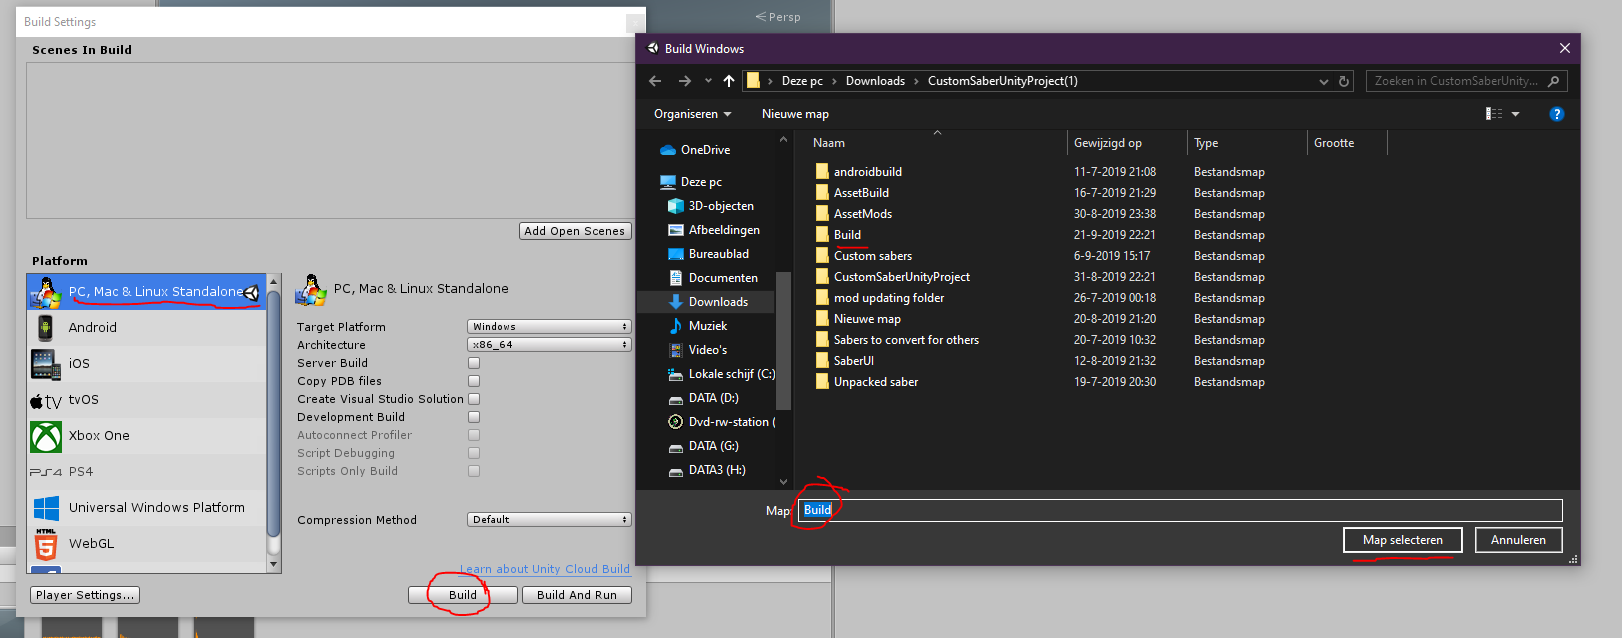 Build Settings
Persp
Scenes In Build
Add Open Scenes
Platform
PC, Mac & Linux Standalone
Android
iOS
tv tvOS
Xbox One
PS4 PS4
Universal Windows Platform
HTML
5 WebGL
Player Settings...
PC, Mac & Linux Standalone
Target Platform Windows
Architecture x86_64
Server Build
Copy PDB files
Create Visual Studio Solution
Development Build
Autoconnect Profiler
Script Debugging
Scripts Only Build
Compression Method Default
Learn about Unity Cloud Build
Build Build And Run
Build Windows
Deze pc › Downloads › CustomSaberUnityProject(1)
Zoeken in CustomSaberUnity...
Organiseren Nieuwe map
?
OneDrive
Deze pc
3D-objecten
Afbeeldingen
Bureaublad
Documenten
Downloads
Muziek
Video's
Lokale schijf (C:)
DATA (D:)
Dvd-rw-station (
DATA (G:)
DATA3 (H:)
Naam Gewijzigd op Type Grootte
androidbuild 11-7-2019 21:08 Bestandsmap
AssetBuild 16-7-2019 21:29 Bestandsmap
AssetMods 30-8-2019 23:38 Bestandsmap
Build 21-9-2019 22:21 Bestandsmap
Custom sabers 6-9-2019 15:17 Bestandsmap
CustomSaberUnityProject 31-8-2019 22:21 Bestandsmap
mod updating folder 26-7-2019 00:18 Bestandsmap
Nieuwe map 20-8-2019 21:20 Bestandsmap
Sabers to convert for others 20-7-2019 10:32 Bestandsmap
SaberUI 12-8-2019 21:32 Bestandsmap
Unpacked saber 19-7-2019 20:30 Bestandsmap
Map: Build
Map selecteren Annuleren